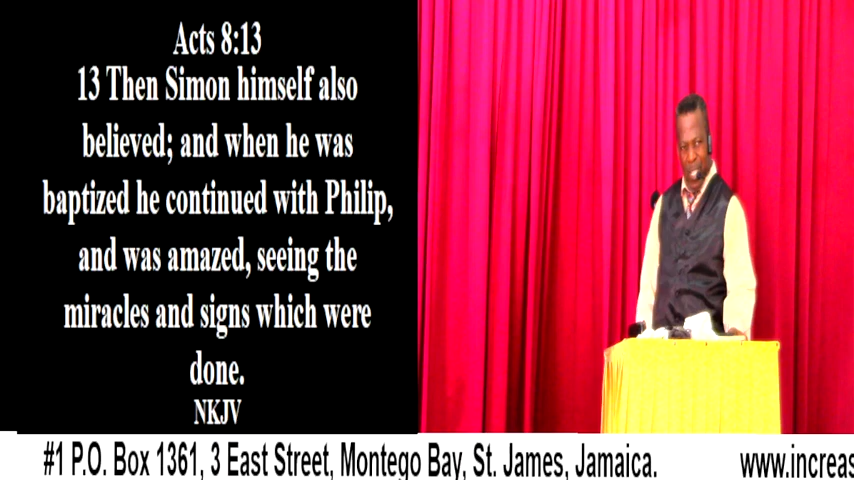 Acts 8:13
13 Then Simon himself also
believed; and when he was
baptized he continued with Philip,
and was amazed, seeing the
miracles and signs which were
done.
NKJV
#1 P.O. Box 1361, 3 East Street, Montego Bay, St. James, Jamaica. www.increas